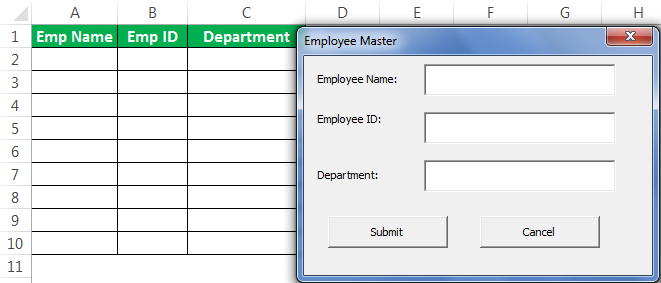 A B C D E F G H
1 Emp Name Emp ID Department
Employee Master
2
3 Employee Name:
4
5 Employee ID:
6
7 Department:
8
9 Submit Cancel
10
11